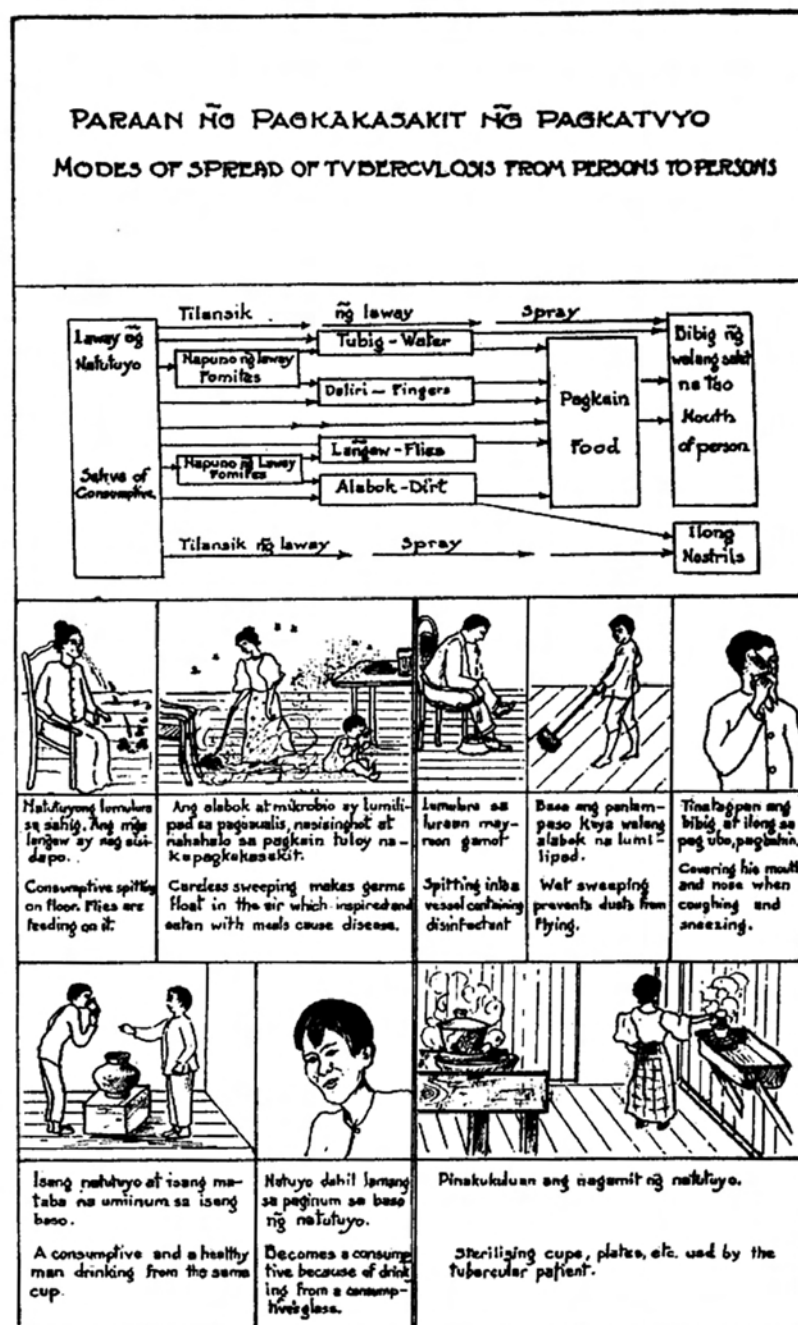 PARAAN ÑG PAGKAKASAKIT ÑG PAGKATVYO
MODES OF SPREAD OF TVBERCVLOSIS FROM PERSONS TO PERSONS
Tilansik ñg laway Spray
Laway ñg
Natutuyo
Saliva of
Consumptive
Napuno ñg laway
Fomites
Napuno ñg Laway
Fomites
Tubig - Water
Daliri - Fingers
Lañgaw - Flies
Alabok - Dirt
Pagkain
Food
Bibig ñg
walang sakit
na tao
Mouth
of person
Ilong
Nostrils
Tilansik ñg laway Spray
Natutuyong lumulura
sa sahig. Ang mga
langaw ay nag sisi-
dapo.
Consumptive spitting
on floor. Flies are
feeding on it.
Ang alabok at mikrobio ay lumili-
pad sa pagwawalis, nasisinghot at
nahahalo sa pagkain tuloy na-
kapagkakasakit.
Careless sweeping makes germs
float in the air which inspired and
eaten with meals cause disease.
Lumulura sa
luraan may-
roon gamot
Spitting into a
vessel containing
disinfectant
Basa ang panlam-
paso kaya walang
alabok na lumi-
lipad.
Wet sweeping
prevents dusts from
flying.
Tinatagpan ang
bibig at ilong sa
pag ubo, pagbahin.
Covering his mouth
and nose when
coughing and
sneezing.
Isang natutuyo at isang ma-
taba na umiinum sa isang
baso.
A consumptive and a healthy
man drinking from the same
cup.
Natuyo dahil lamang
sa paginum sa baso
ñg natutuyo.
Becomes a consump
tive because of drink
ing from a consump-
tive's glass.
Pinakukuluan ang nagamit ñg natutuyo.
Sterilising cups, plates, etc. used by the
tubercular patient.